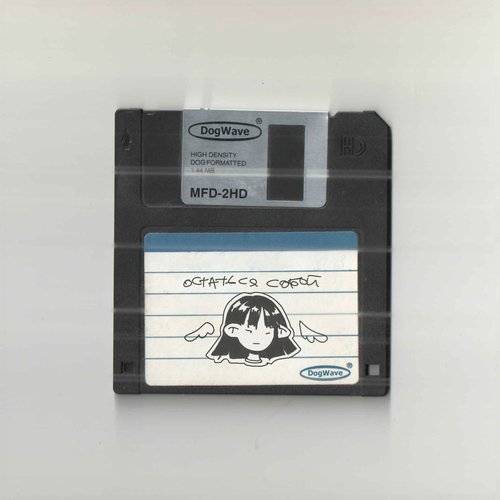 DogWave®
HIGH DENSITY
DOG FORMATTED
1.44 MB
MFD-2HD
HD
остаться собой
DogWave®